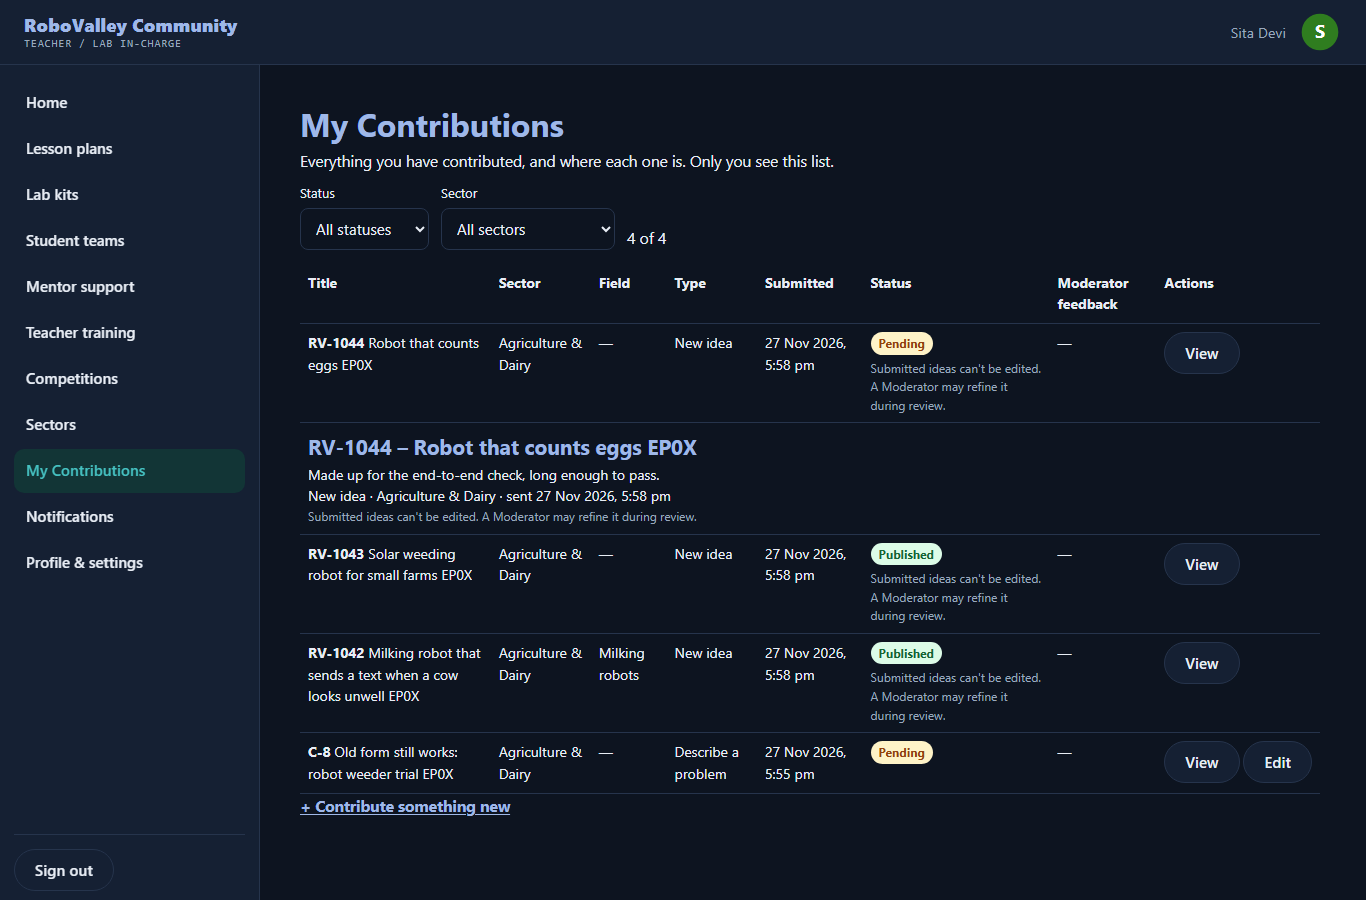 RoboValley Community
TEACHER / LAB IN-CHARGE
Sita Devi
S
Home
Lesson plans
Lab kits
Student teams
Mentor support
Teacher training
Competitions
Sectors
My Contributions
Notifications
Profile & settings
Sign out
My Contributions
Everything you have contributed, and where each one is. Only you see this list.
Status
Sector
All statuses
All sectors
4 of 4
Title
Sector
Field
Type
Submitted
Status
Moderator
feedback
Actions
RV-1044 Robot that counts
eggs EP0X
Agriculture &
Dairy
—
New idea
27 Nov 2026,
5:58 pm
Pending
Submitted ideas can't be edited.
A Moderator may refine it
during review.
—
View
RV-1044 – Robot that counts eggs EP0X
Made up for the end-to-end check, long enough to pass.
New idea · Agriculture & Dairy · sent 27 Nov 2026, 5:58 pm
Submitted ideas can't be edited. A Moderator may refine it during review.
RV-1043 Solar weeding
robot for small farms EP0X
Agriculture &
Dairy
—
New idea
27 Nov 2026,
5:58 pm
Published
Submitted ideas can't be edited.
A Moderator may refine it
during review.
—
View
RV-1042 Milking robot that
sends a text when a cow
looks unwell EP0X
Agriculture &
Dairy
Milking
robots
New idea
27 Nov 2026,
5:58 pm
Published
Submitted ideas can't be edited.
A Moderator may refine it
during review.
—
View
C-8 Old form still works:
robot weeder trial EP0X
Agriculture &
Dairy
—
Describe a
problem
27 Nov 2026,
5:55 pm
Pending
—
View
Edit
+ Contribute something new